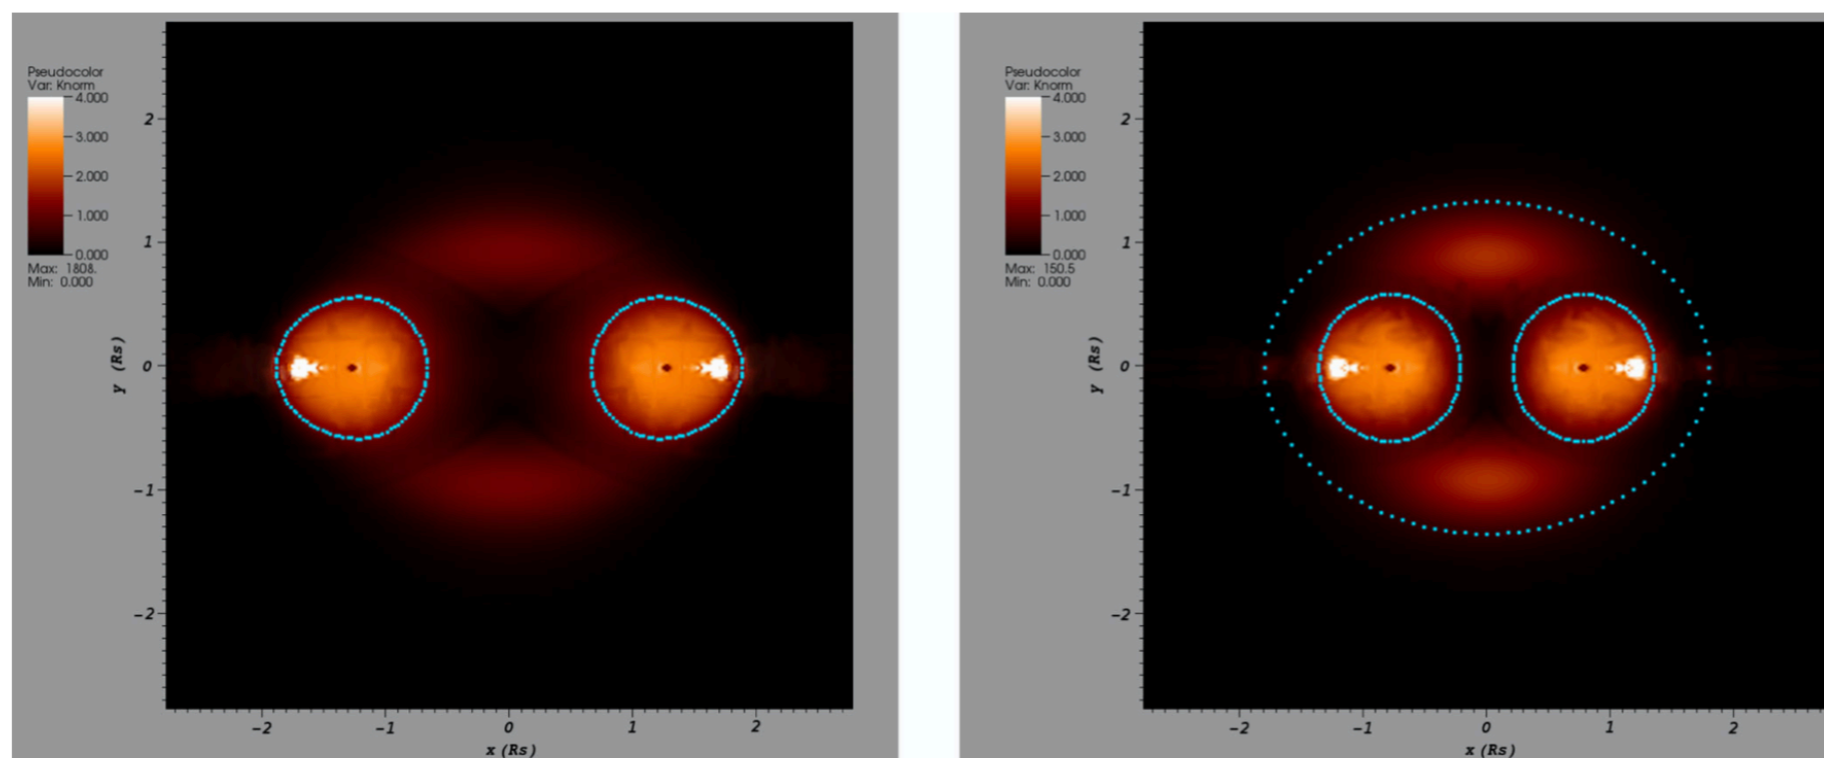 Pseudocolor
Var: Knorm
4.000
3.000
2.000
1.000
0.000
Max: 1808.
Min: 0.000
2
1
0
-1
-2
y (Rs)
-2 -1 0 1 2
x (Rs)
Pseudocolor
Var: Knorm
4.000
3.000
2.000
1.000
0.000
Max: 150.5
Min: 0.000
2
1
0
-1
-2
y (Rs)
-2 -1 0 1 2
x (Rs)